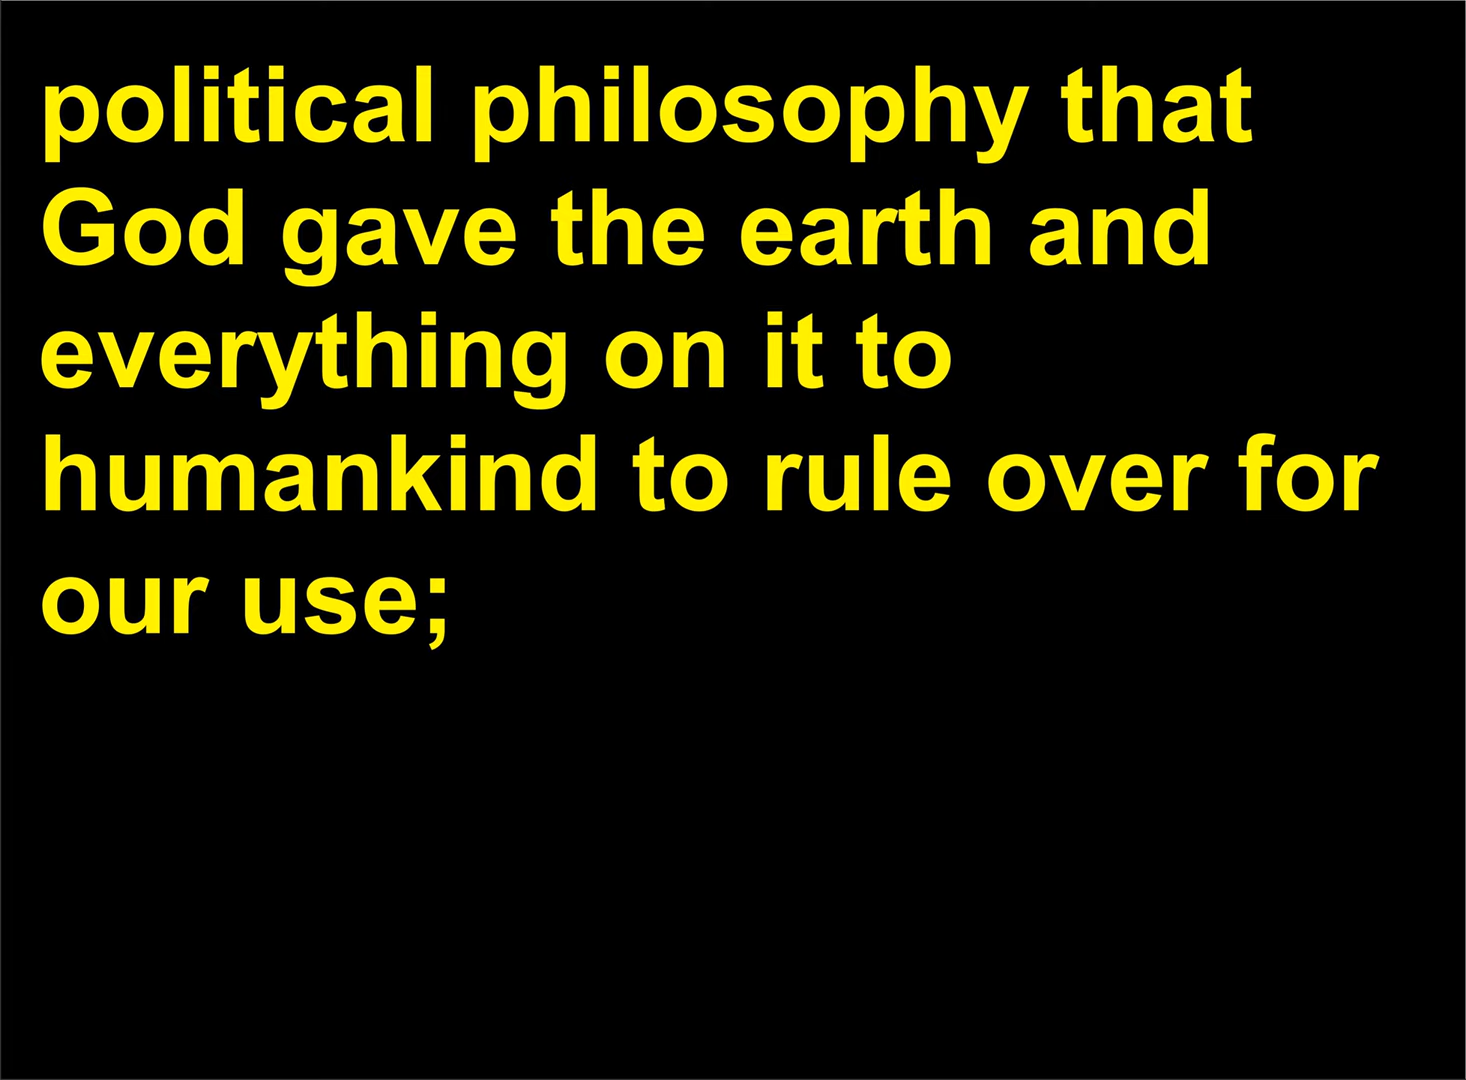 political philosophy that
God gave the earth and
everything on it to
humankind to rule over for
our use;